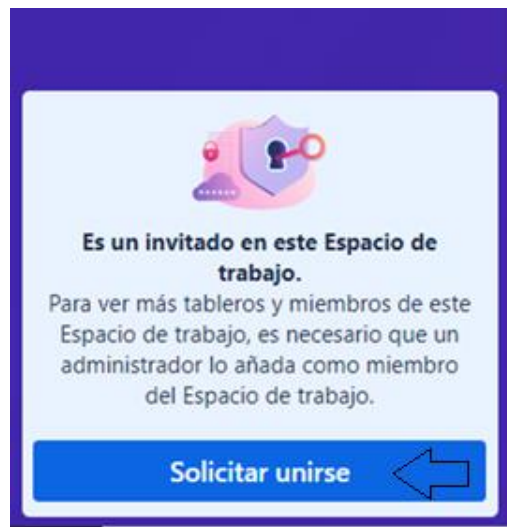 Es un invitado en este Espacio de
trabajo.
Para ver más tableros y miembros de este
Espacio de trabajo, es necesario que un
administrador lo añada como miembro
del Espacio de trabajo.
Solicitar unirse